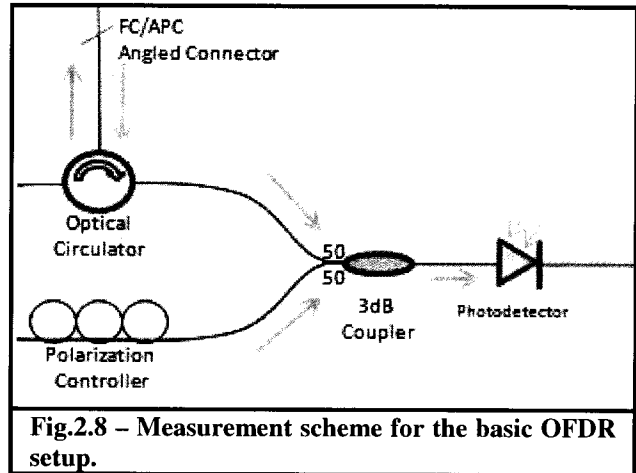 FC/APC
Angled Connector
Optical
Circulator
50
50
3dB
Coupler
Photodetector
Polarization
Controller
Fig.2.8 – Measurement scheme for the basic OFDR
setup.